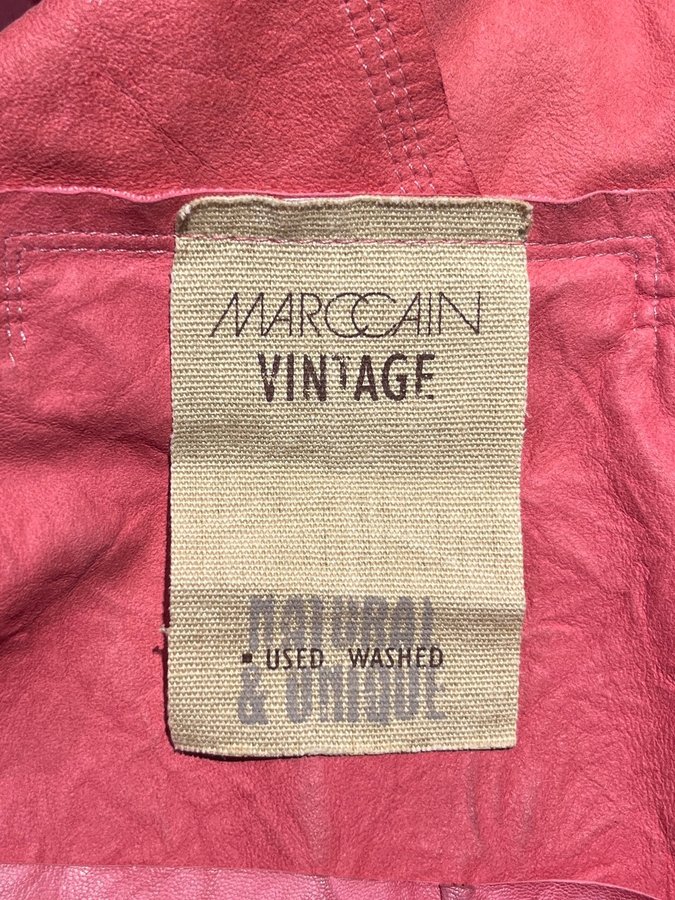 MARCCAIN
VINTAGE
NATURAL
▪ USED WASHED
& UNIQUE